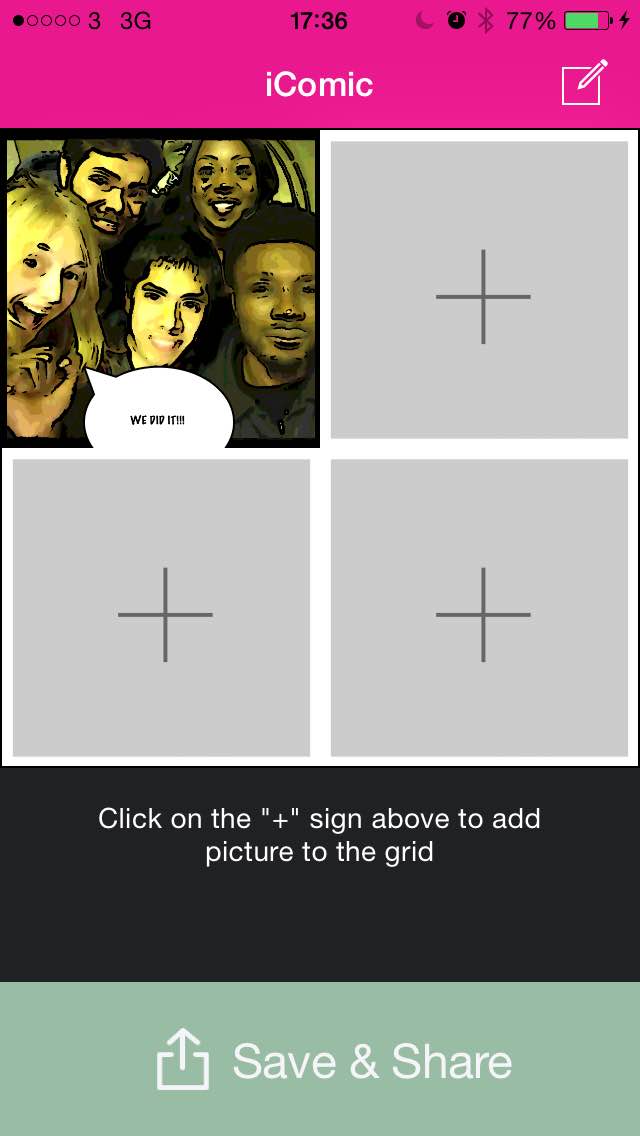 3 3G 17:36 77%
iComic
WE DID IT!!!
Click on the "+" sign above to add
picture to the grid
Save & Share